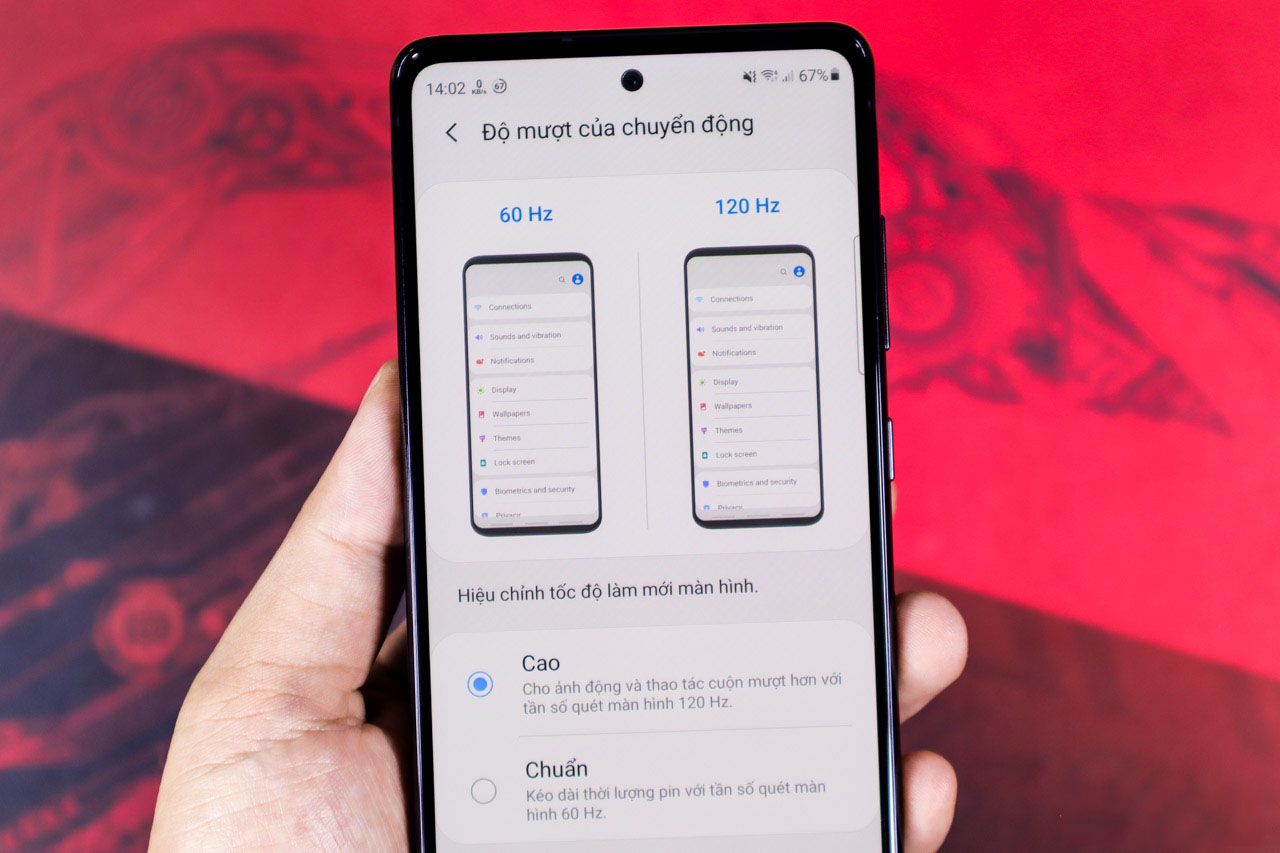 14:02 0 KB/s 67 67%
Độ mượt của chuyển động
60 Hz
120 Hz
Connections
Sounds and vibration
Notifications
Display
Wallpapers
Themes
Lock screen
Biometrics and security
Privacy
Connections
Sounds and vibration
Notifications
Display
Wallpapers
Themes
Lock screen
Biometrics and security
Privacy
Hiệu chỉnh tốc độ làm mới màn hình.
Cao
Cho ảnh động và thao tác cuộn mượt hơn với
tần số quét màn hình 120 Hz.
Chuẩn
Kéo dài thời lượng pin với tần số quét màn
hình 60 Hz.